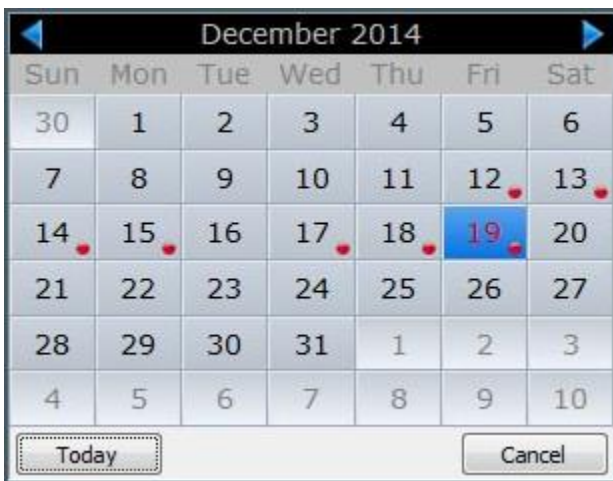 December 2014
Sun Mon Tue Wed Thu Fri Sat
30 1 2 3 4 5 6
7 8 9 10 11 12 13
14 15 16 17 18 19 20
21 22 23 24 25 26 27
28 29 30 31 1 2 3
4 5 6 7 8 9 10
Today Cancel